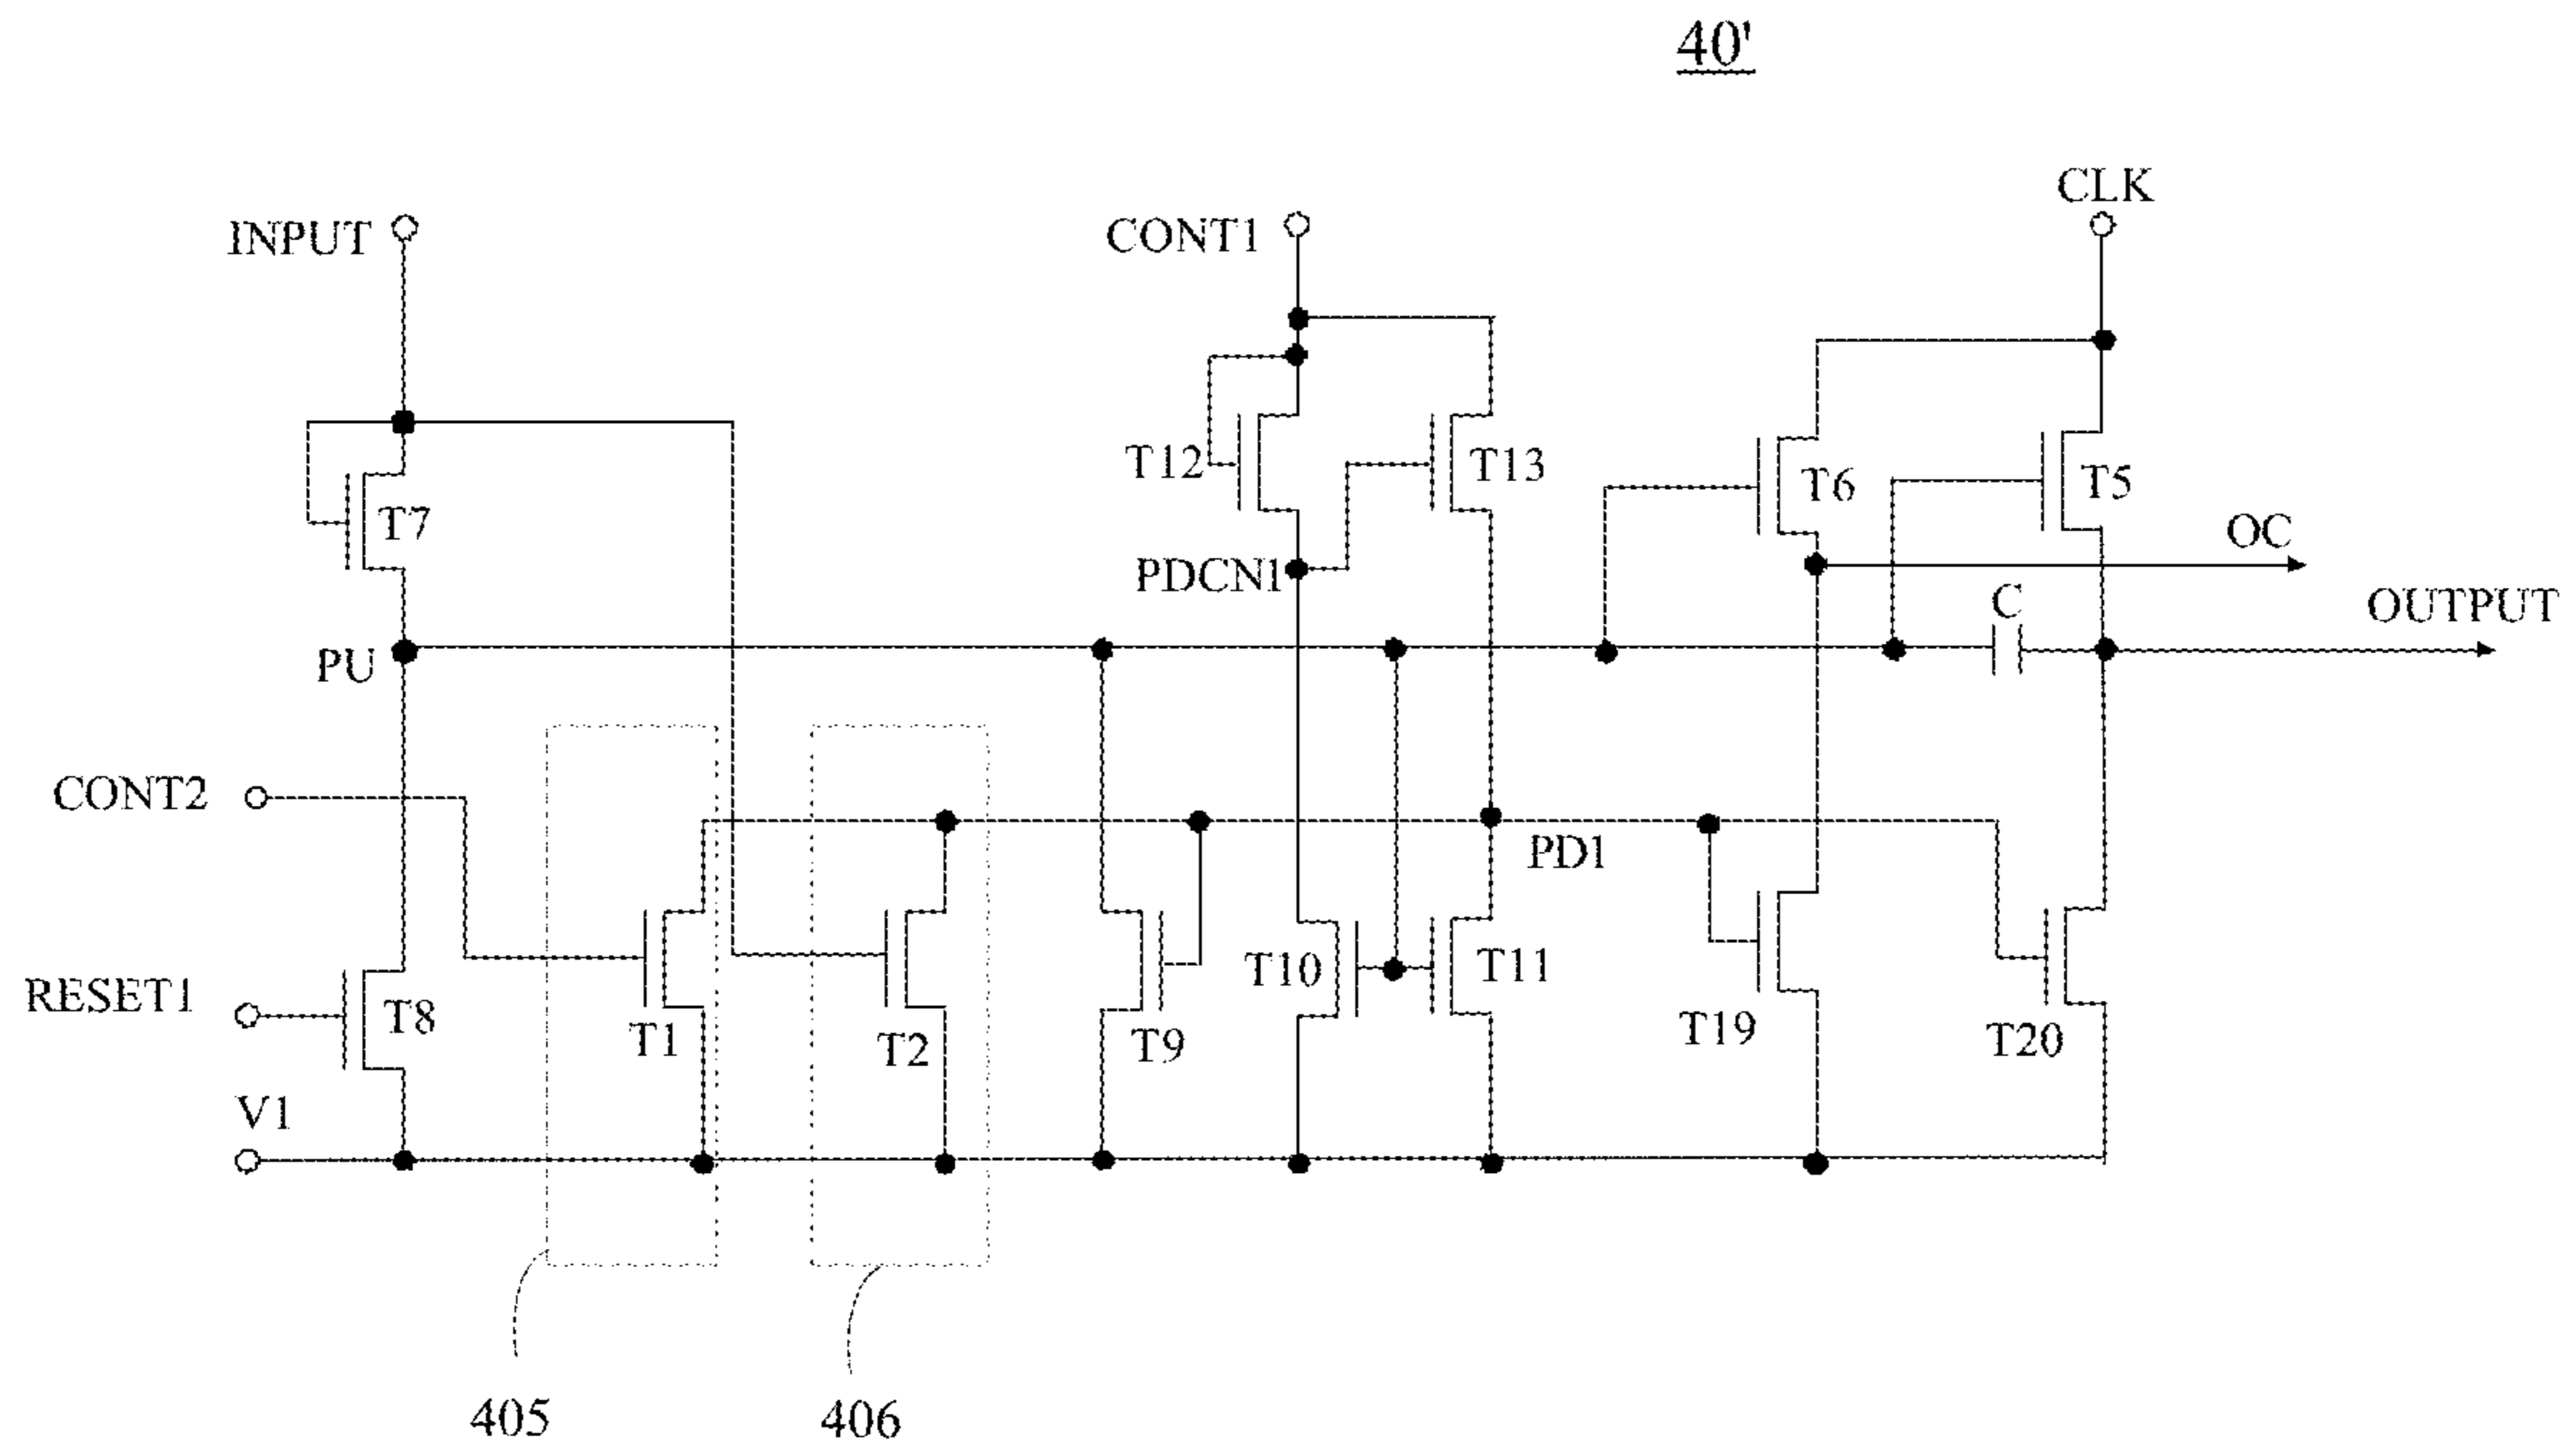 40'
CLK
INPUT
CONT1
T12
T13
T6
T5
T7
OC
PDCN1
C
OUTPUT
PU
CONT2
PD1
T10
T11
RESET1
T8
T1
T2
T9
T19
T20
V1
405
406